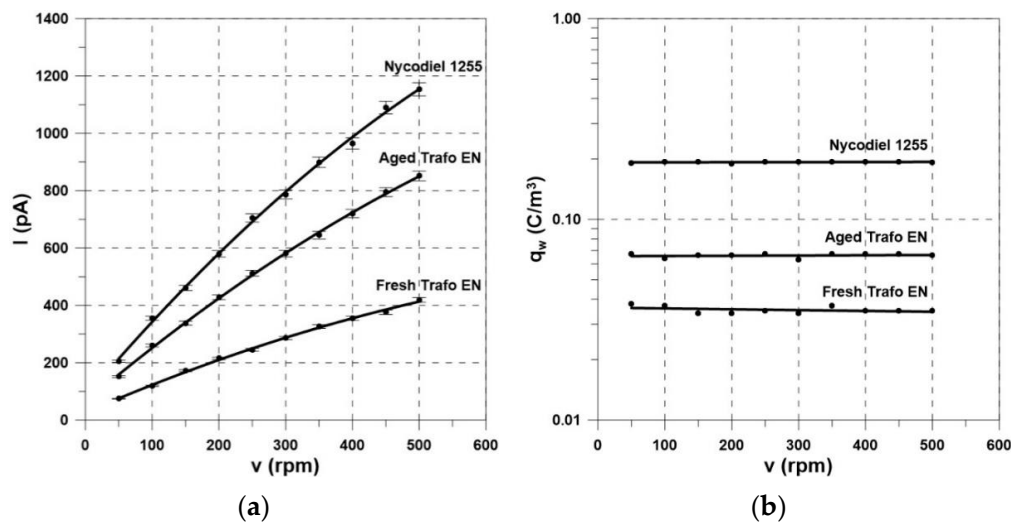 1400
1200
1000
800
600
400
200
0
I (pA)
Nycodiel 1255
Aged Trafo EN
Fresh Trafo EN
0 100 200 300 400 500 600
v (rpm)
(a)
1.00
0.10
0.01
q_w (C/m³)
Nycodiel 1255
Aged Trafo EN
Fresh Trafo EN
0 100 200 300 400 500 600
v (rpm)
(b)